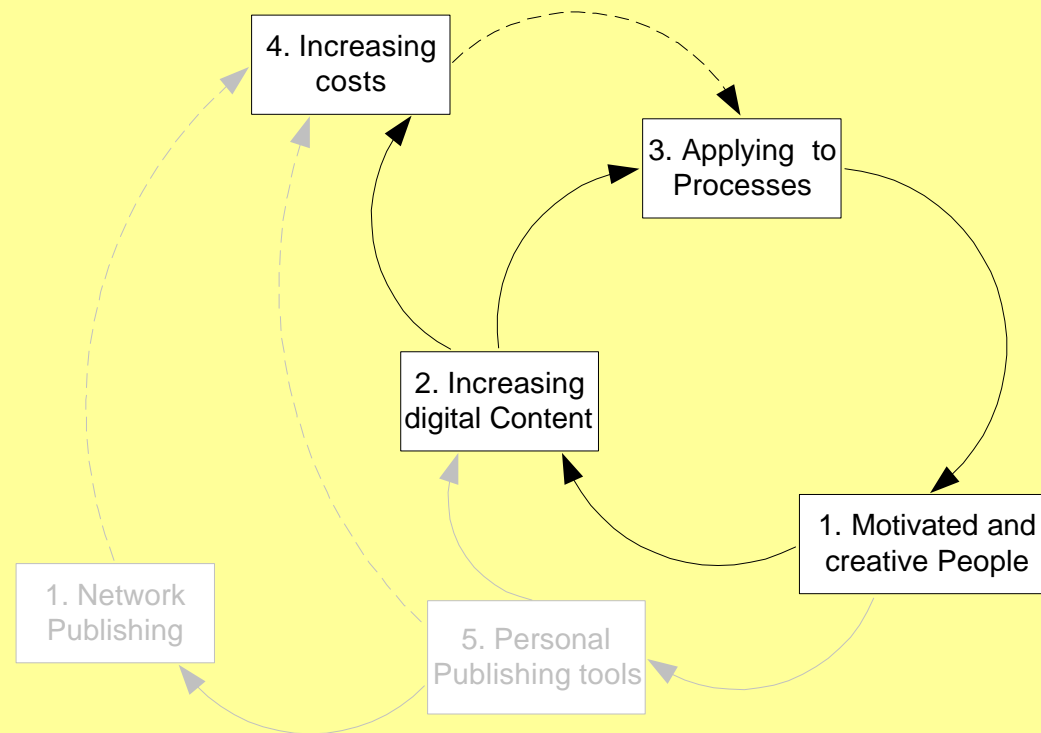 4. Increasing
costs
3. Applying  to
Processes
2. Increasing
digital Content
1. Motivated and
creative People
1. Network
Publishing
5. Personal
Publishing tools